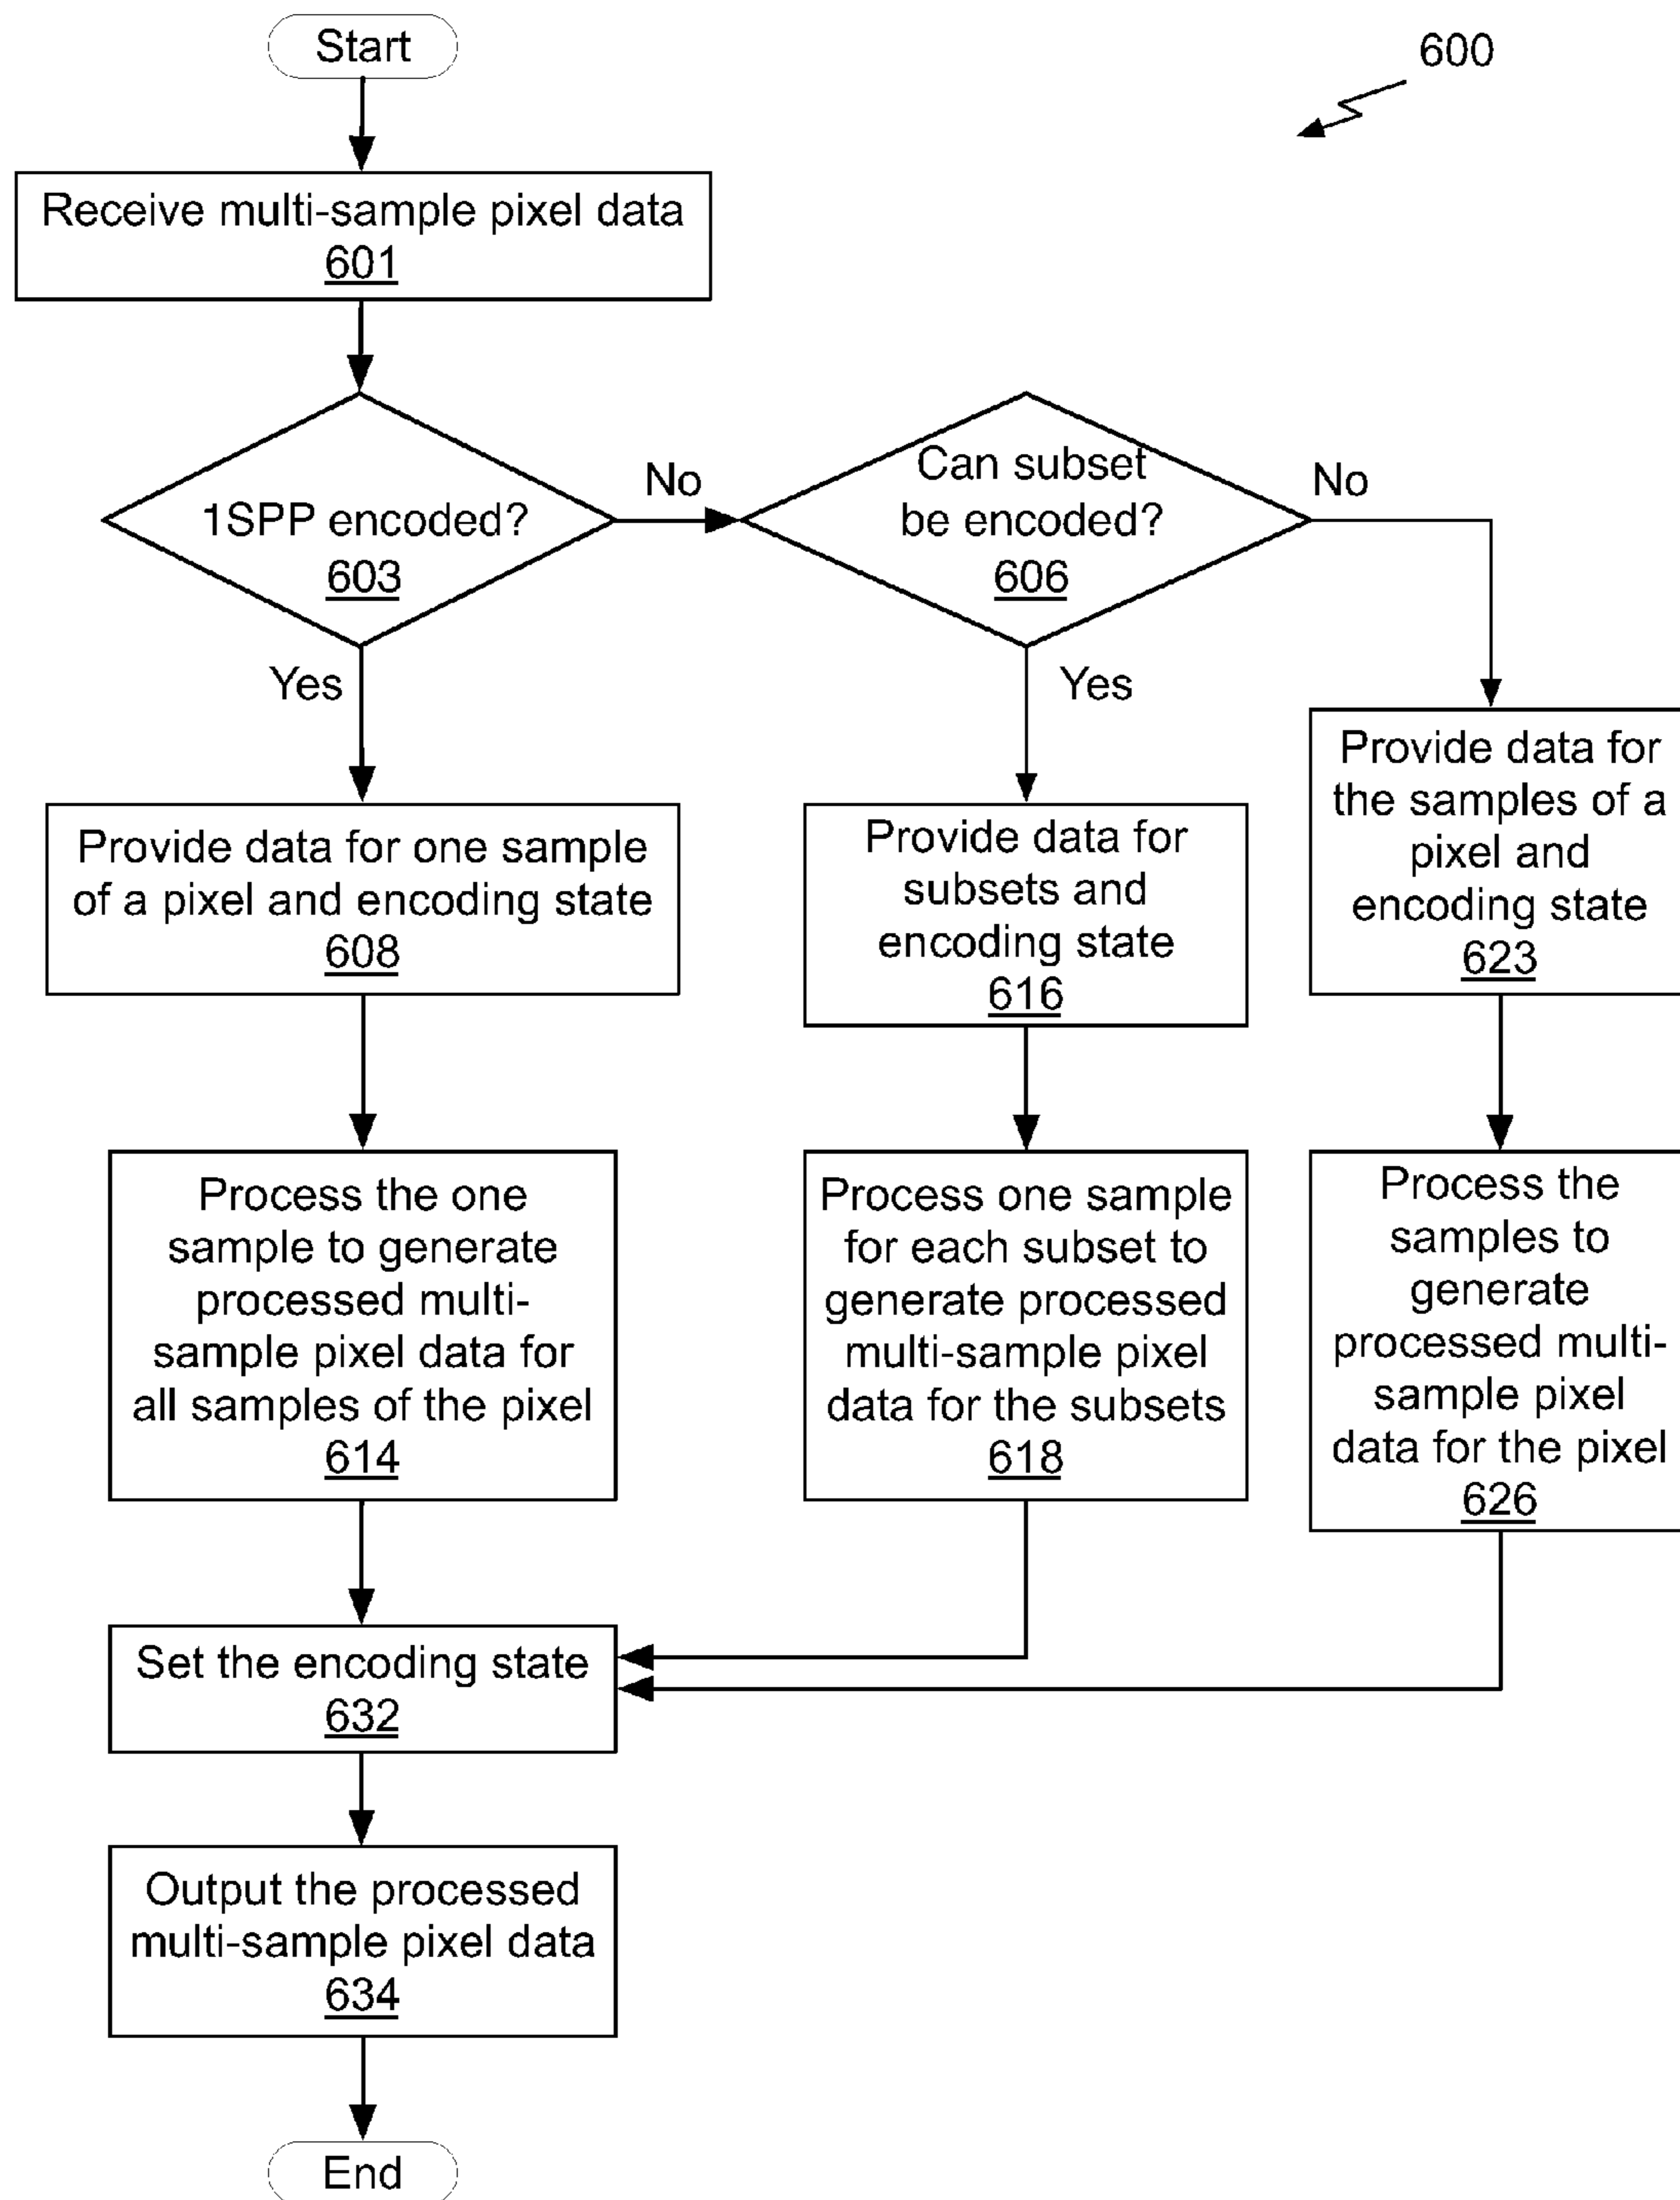 Start
600
Receive multi-sample pixel data
601
1SPP encoded?
603
No
Can subset
be encoded?
606
No
Yes
Yes
Provide data for one sample
of a pixel and encoding state
608
Provide data for
subsets and
encoding state
616
Provide data for
the samples of a
pixel and
encoding state
623
Process the one
sample to generate
processed multi-
sample pixel data for
all samples of the pixel
614
Process one sample
for each subset to
generate processed
multi-sample pixel
data for the subsets
618
Process the
samples to
generate
processed multi-
sample pixel
data for the pixel
626
Set the encoding state
632
Output the processed
multi-sample pixel data
634
End